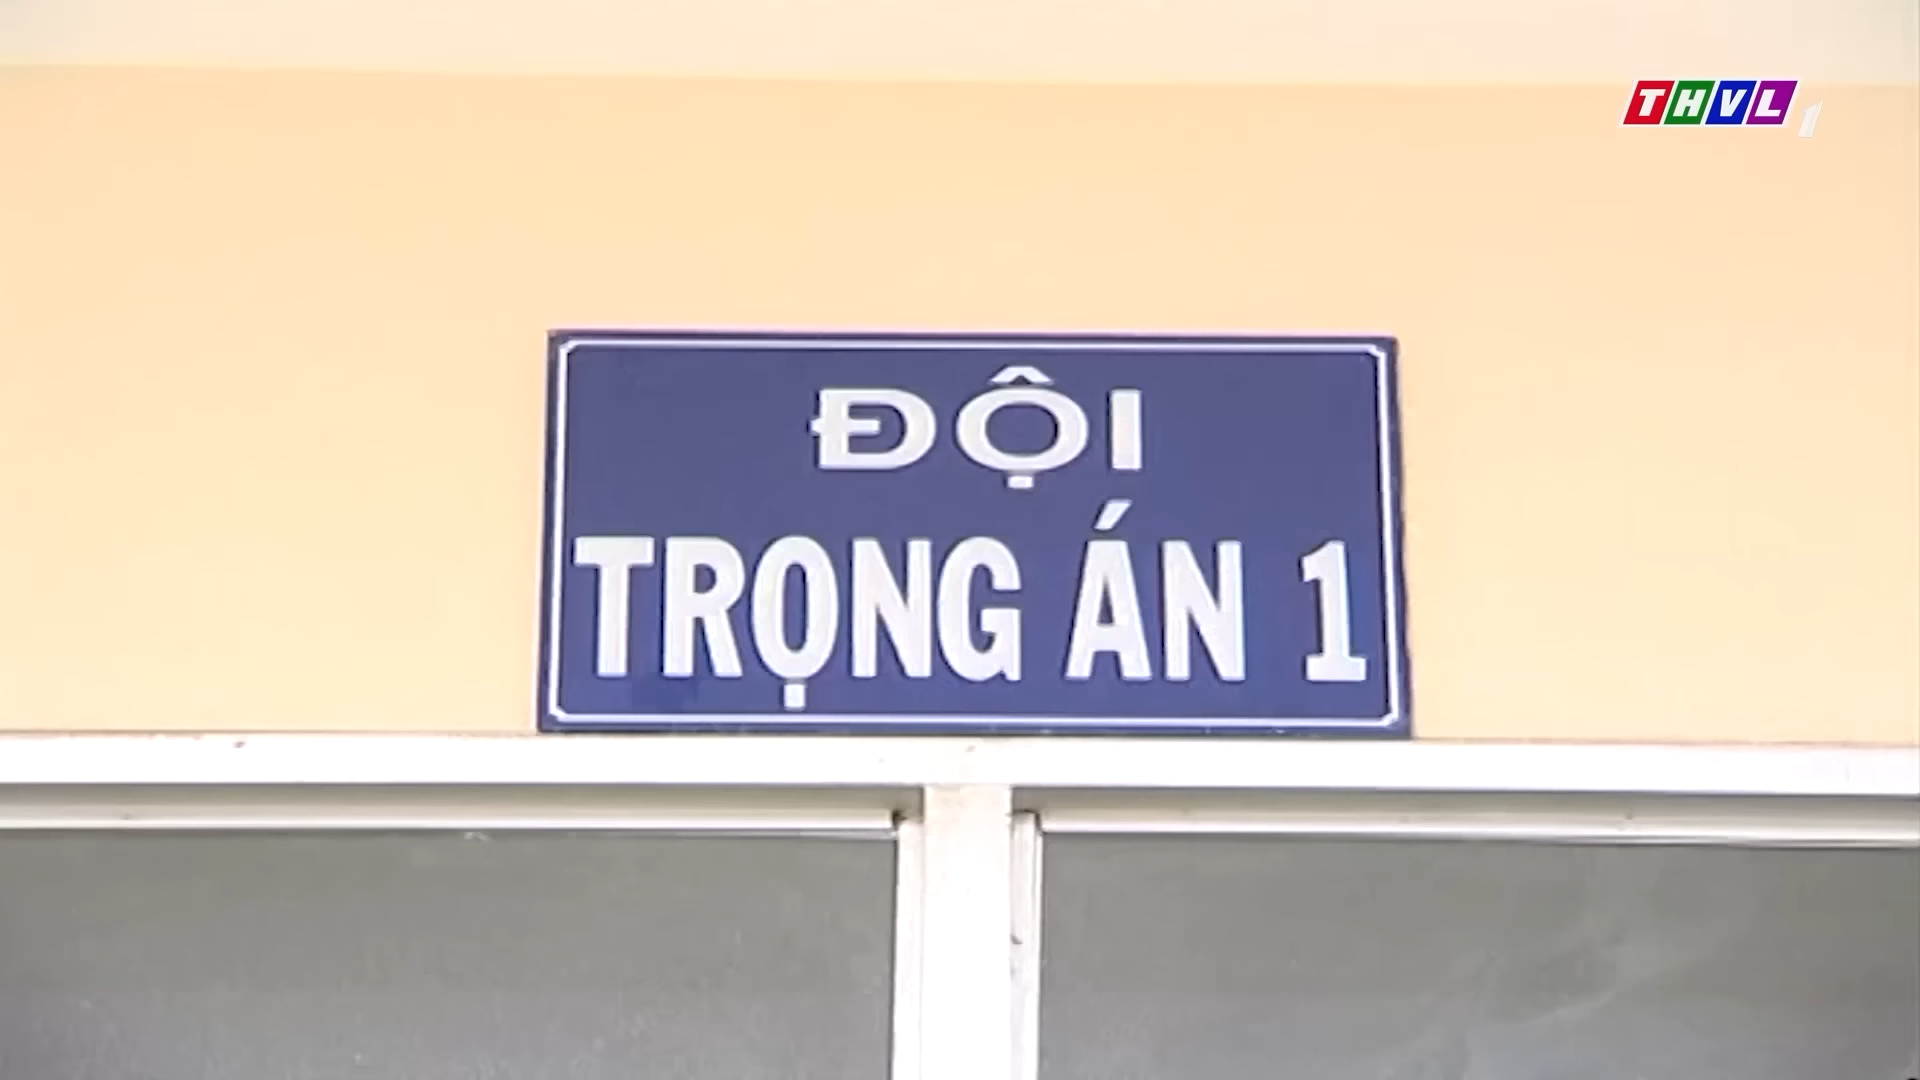 THVL 1
ĐỘI
TRỌNG ÁN 1